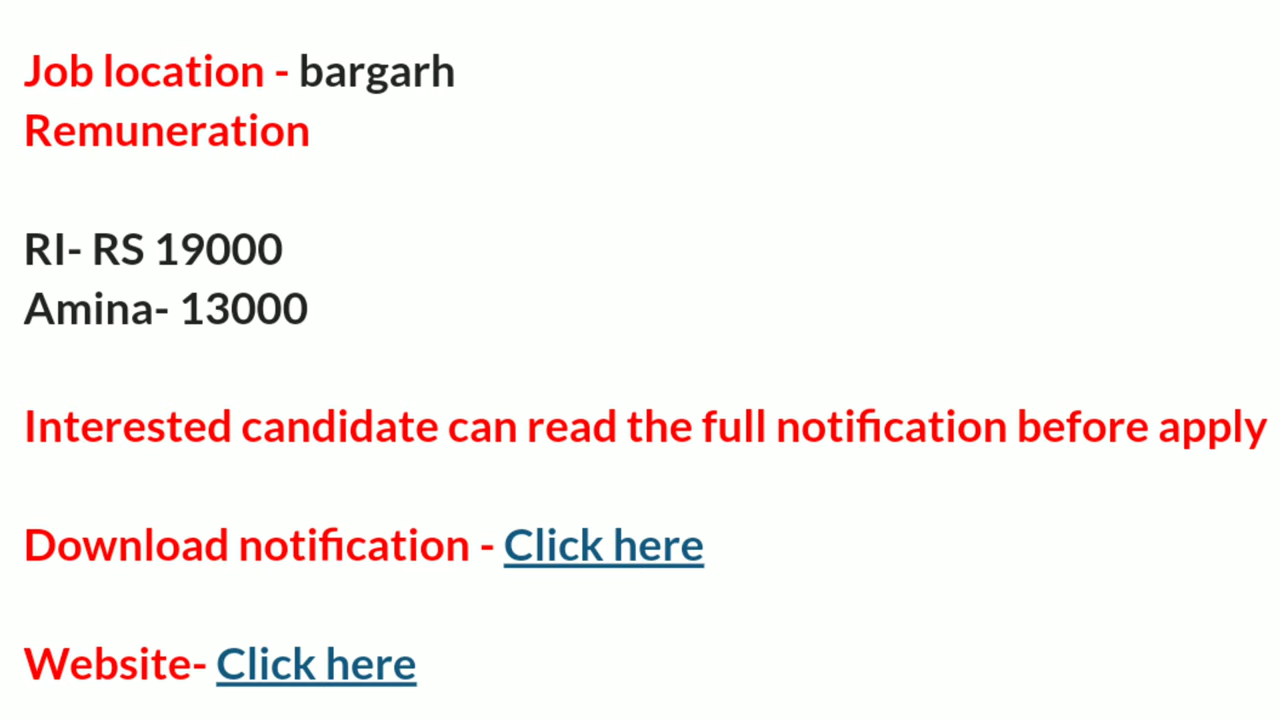 Job location - bargarh
Remuneration
RI- RS 19000
Amina- 13000
Interested candidate can read the full notification before apply
Download notification - Click here
Website- Click here